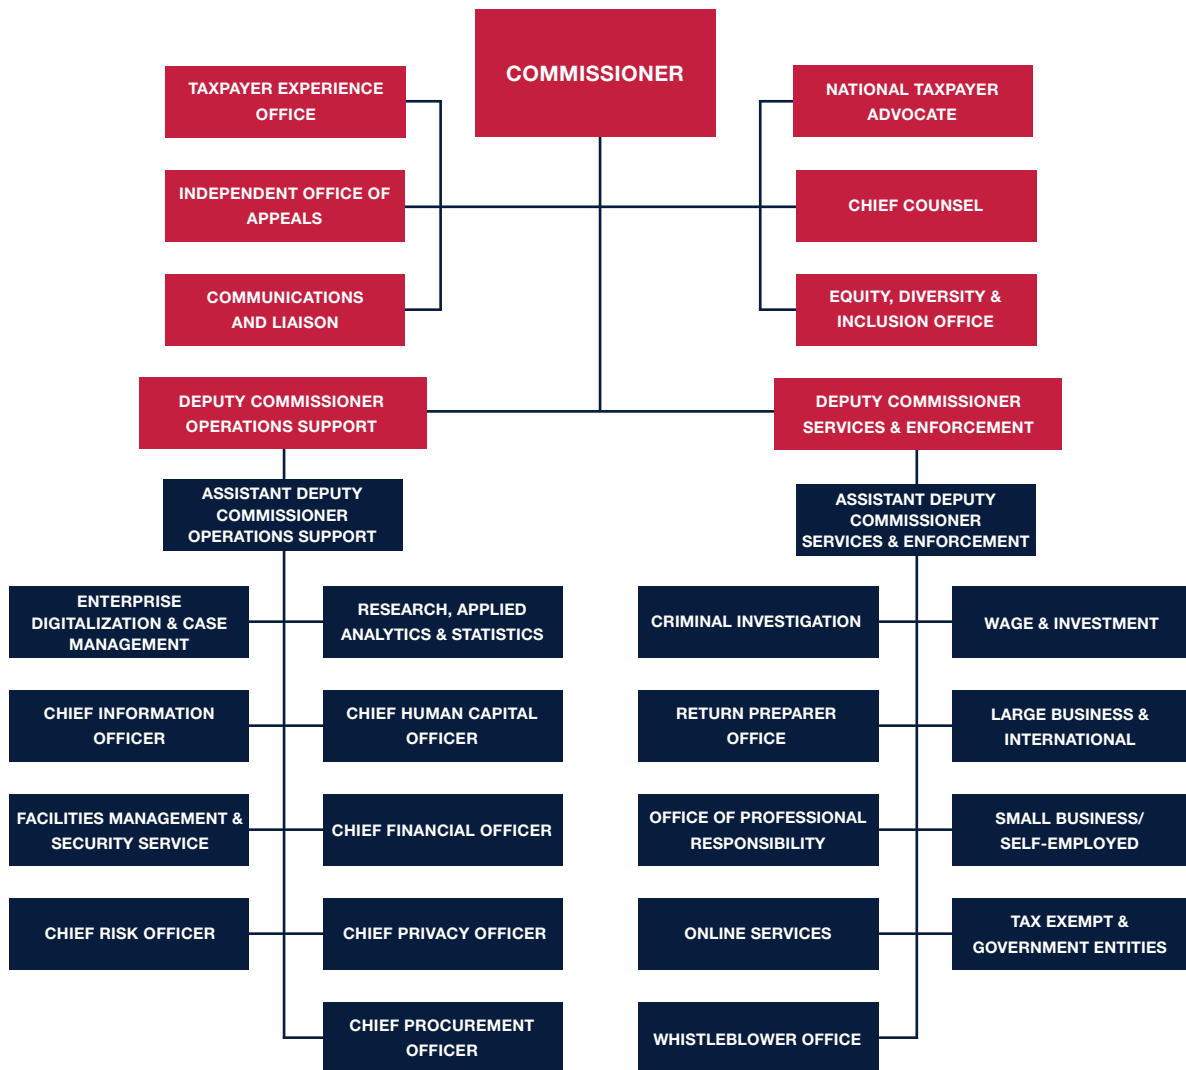 COMMISSIONER
TAXPAYER EXPERIENCE
OFFICE
NATIONAL TAXPAYER
ADVOCATE
INDEPENDENT OFFICE OF
APPEALS
CHIEF COUNSEL
COMMUNICATIONS
AND LIAISON
EQUITY, DIVERSITY &
INCLUSION OFFICE
DEPUTY COMMISSIONER
OPERATIONS SUPPORT
DEPUTY COMMISSIONER
SERVICES & ENFORCEMENT
ASSISTANT DEPUTY
COMMISSIONER
OPERATIONS SUPPORT
ASSISTANT DEPUTY
COMMISSIONER
SERVICES & ENFORCEMENT
ENTERPRISE
DIGITALIZATION & CASE
MANAGEMENT
RESEARCH, APPLIED
ANALYTICS & STATISTICS
CRIMINAL INVESTIGATION
WAGE & INVESTMENT
CHIEF INFORMATION
OFFICER
CHIEF HUMAN CAPITAL
OFFICER
RETURN PREPARER
OFFICE
LARGE BUSINESS &
INTERNATIONAL
FACILITIES MANAGEMENT &
SECURITY SERVICE
CHIEF FINANCIAL OFFICER
OFFICE OF PROFESSIONAL
RESPONSIBILITY
SMALL BUSINESS/
SELF-EMPLOYED
CHIEF RISK OFFICER
CHIEF PRIVACY OFFICER
ONLINE SERVICES
TAX EXEMPT &
GOVERNMENT ENTITIES
CHIEF PROCUREMENT
OFFICER
WHISTLEBLOWER OFFICE